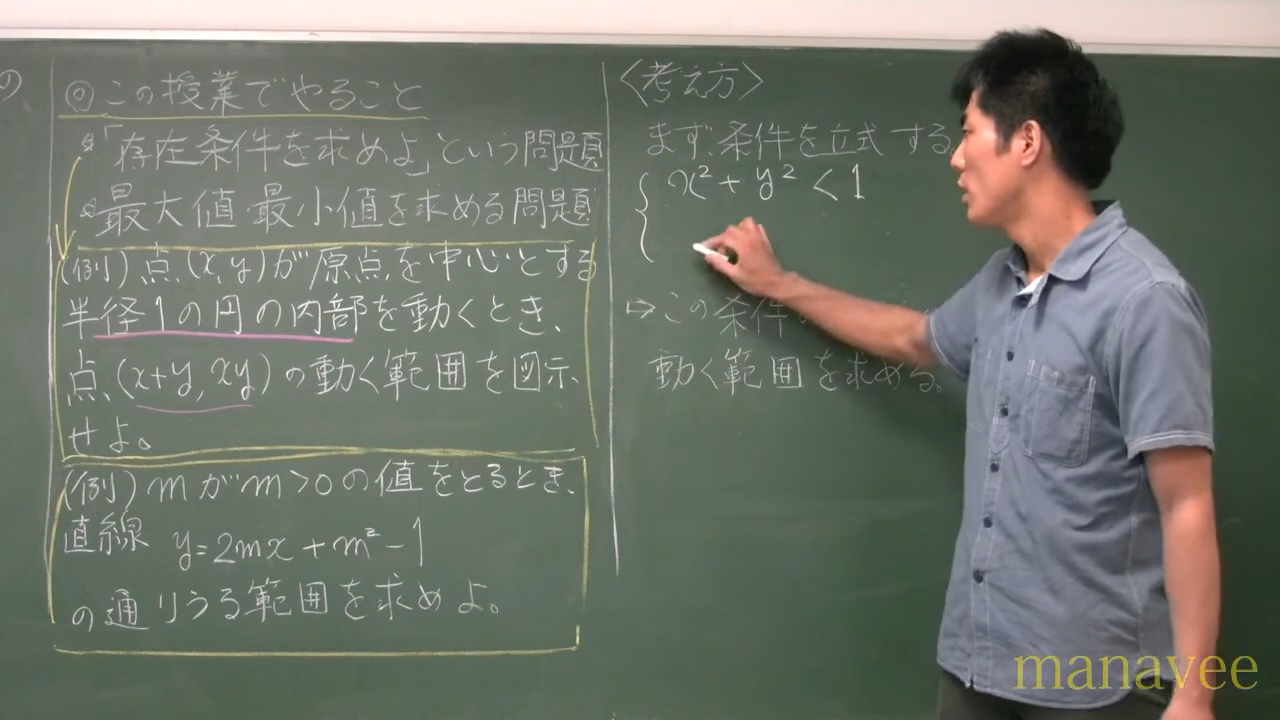 の
◎この授業でやること
「存在条件を求めよ」という問題
最大値・最小値を求める問題
(例)点(x,y)が原点を中心とする
半径1の円の内部を動くとき、
点(x+y, xy)の動く範囲を図示
せよ。
(例) mがm>0の値をとるとき、
直線 y=2mx+m²-1
の通りうる範囲を求めよ。
〈考え方〉
まず条件を立式する
{ x²+y²<1
⇨この条件
動く範囲を求める。
manavee